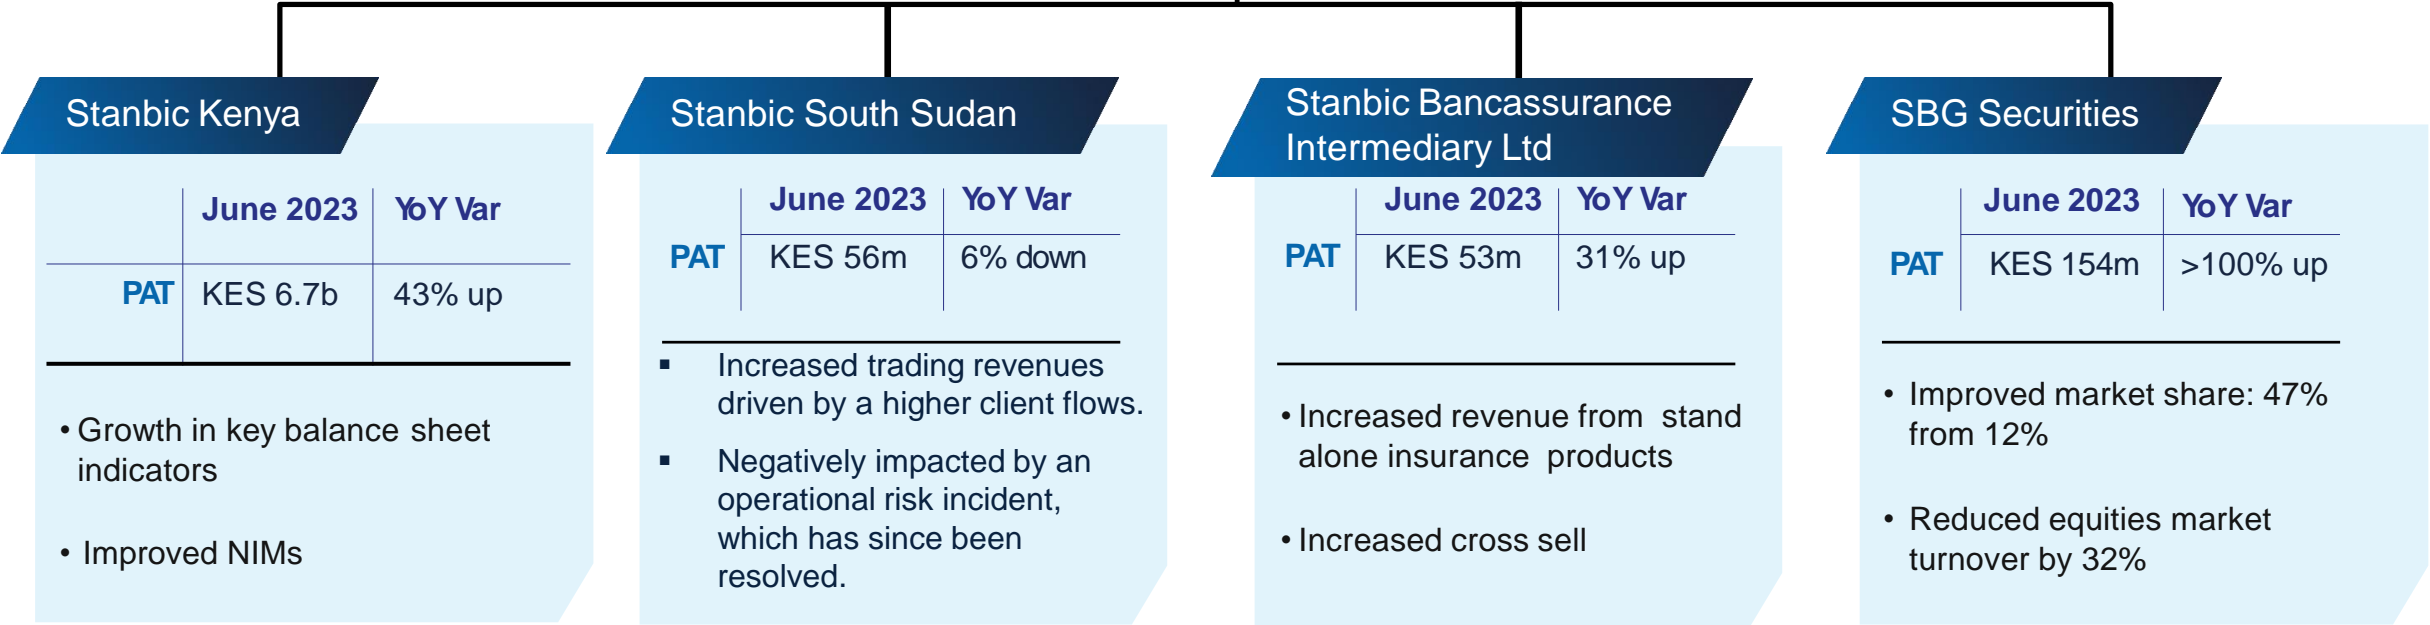 Stanbic Kenya
June 2023 YoY Var
PAT KES 6.7b 43% up
• Growth in key balance sheet
indicators
• Improved NIMs
Stanbic South Sudan
June 2023 YoY Var
PAT KES 56m 6% down
▪ Increased trading revenues
driven by a higher client flows.
▪ Negatively impacted by an
operational risk incident,
which has since been
resolved.
Stanbic Bancassurance
Intermediary Ltd
June 2023 YoY Var
PAT KES 53m 31% up
• Increased revenue from stand
alone insurance products
• Increased cross sell
SBG Securities
June 2023 YoY Var
PAT KES 154m >100% up
• Improved market share: 47%
from 12%
• Reduced equities market
turnover by 32%